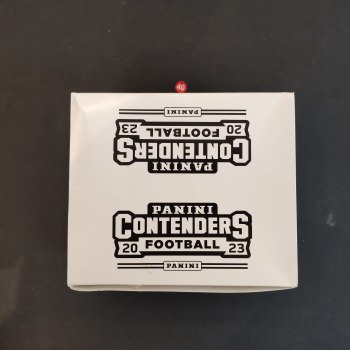 40
PANINI
20 FOOTBALL 23
CONTENDERS
PANINI
PANINI
CONTENDERS
20 FOOTBALL 23
PANINI